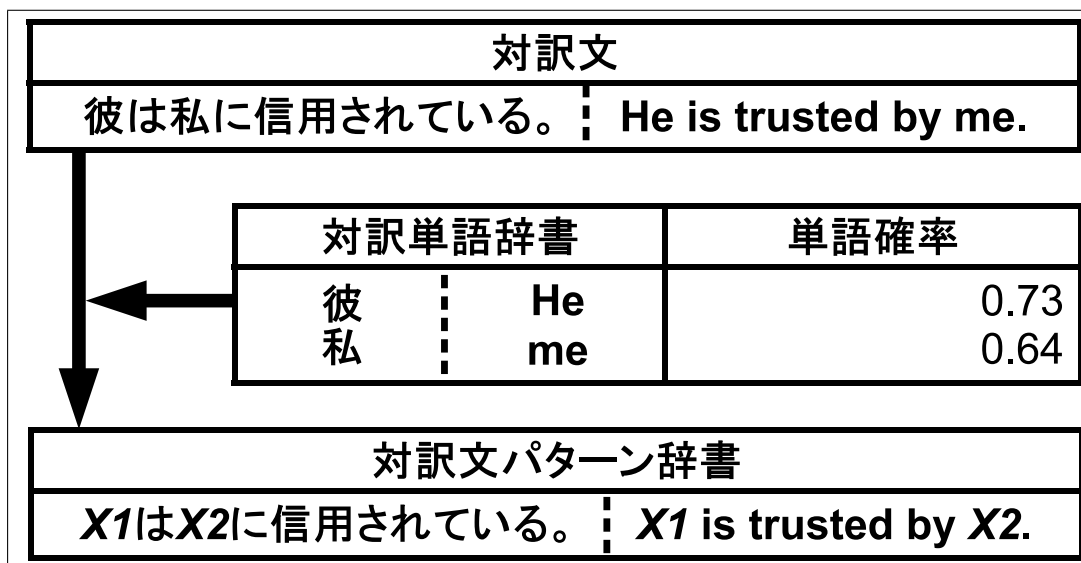 対訳文
彼は私に信用されている。 He is trusted by me.
対訳単語辞書 単語確率
彼 He 0.73
私 me 0.64
対訳文パターン辞書
X1はX2に信用されている。 X1 is trusted by X2.